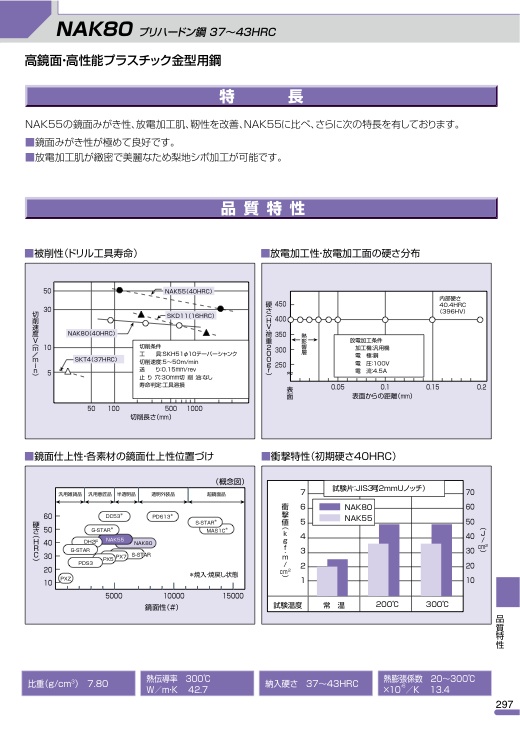 NAK80 プリハードン鋼 37～43HRC
高鏡面・高性能プラスチック金型用鋼
特 長
NAK55の鏡面みがき性、放電加工肌、靭性を改善、NAK55に比べ、さらに次の特長を有しております。
■鏡面みがき性が極めて良好です。
■放電加工肌が緻密で美麗なため梨地シボ加工が可能です。
品質特性
■被削性(ドリル工具寿命)
切削速度V(m/min)
50
30
10
5
NAK55(40HRC)
SKD11(16HRC)
NAK80(40HRC)
SKT4(37HRC)
切削条件
工 具:SKH51φ10テーパーシャンク
切削速度:5～50m/min
送 り:0.15mm/rev
止り穴:30mm 切削油:なし
寿命判定:工具溶損
50 100 500 1000
切削長さ(mm)
■放電加工性・放電加工面の硬さ分布
硬さ(HV荷重200g)
450
400
350
300
250
内部硬さ
40.4HRC
(396HV)
熱影響層
放電加工条件
加工機:汎用機
電 極:銅
電 圧:100V
電 流:4.5A
表面
0.05 0.1 0.15 0.2
表面からの距離(mm)
■鏡面仕上性・各素材の鏡面仕上性位置づけ
(概念図)
汎用雑貨品 汎用意匠品 半透明品 透明外装品 超鏡面品
硬さ(HRC)
60
50
40
30
20
10
DD53*
PD613*
G-STAR*
S-STAR*
MAS1C*
DH2F
NAK55
NAK80
G-STAR
PX5
PX7
S-STAR
PDS3
PXZ
*焼入・焼戻し状態
5000 10000 15000
鏡面性(#)
■衝撃特性(初期硬さ40HRC)
試験片:JIS3号(2mmUノッチ)
NAK80
NAK55
衝撃値(kgf・m/cm²)
7
6
5
4
3
2
1
70
60
50
40
30
20
10
(J/cm²)
試験温度 常 温 200℃ 300℃
品質特性
比重(g/cm³) 7.80
熱伝導率 300℃
W/m・K 42.7
納入硬さ 37～43HRC
熱膨張係数 20～300℃
×10⁻⁶/K 13.4
297